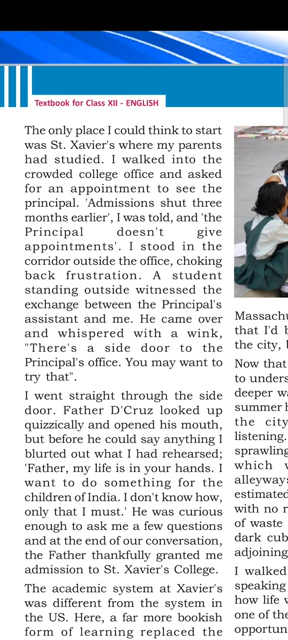 Textbook for Class XII - ENGLISH
The only place I could think to start
was St. Xavier's where my parents
had studied. I walked into the
crowded college office and asked
for an appointment to see the
principal. 'Admissions shut three
months earlier', I was told, and 'the
Principal doesn't give
appointments'. I stood in the
corridor outside the office, choking
back frustration. A student
standing outside witnessed the
exchange between the Principal's
assistant and me. He came over
and whispered with a wink,
"There's a side door to the
Principal's office. You may want to
try that".
I went straight through the side
door. Father D'Cruz looked up
quizzically and opened his mouth,
but before he could say anything I
blurted out what I had rehearsed;
'Father, my life is in your hands. I
want to do something for the
children of India. I don't know how,
only that I must.' He was curious
enough to ask me a few questions
and at the end of our conversation,
the Father thankfully granted me
admission to St. Xavier's College.
The academic system at Xavier's
was different from the system in
the US. Here, a far more bookish
form of learning replaced the
that I'd
the city,
Now that
to unders
deeper
summer
the city
listening.
sprawling
which
alleyways
estimated
with no
of waste
dark
adjoining
I walked
speaking
how life
one of the